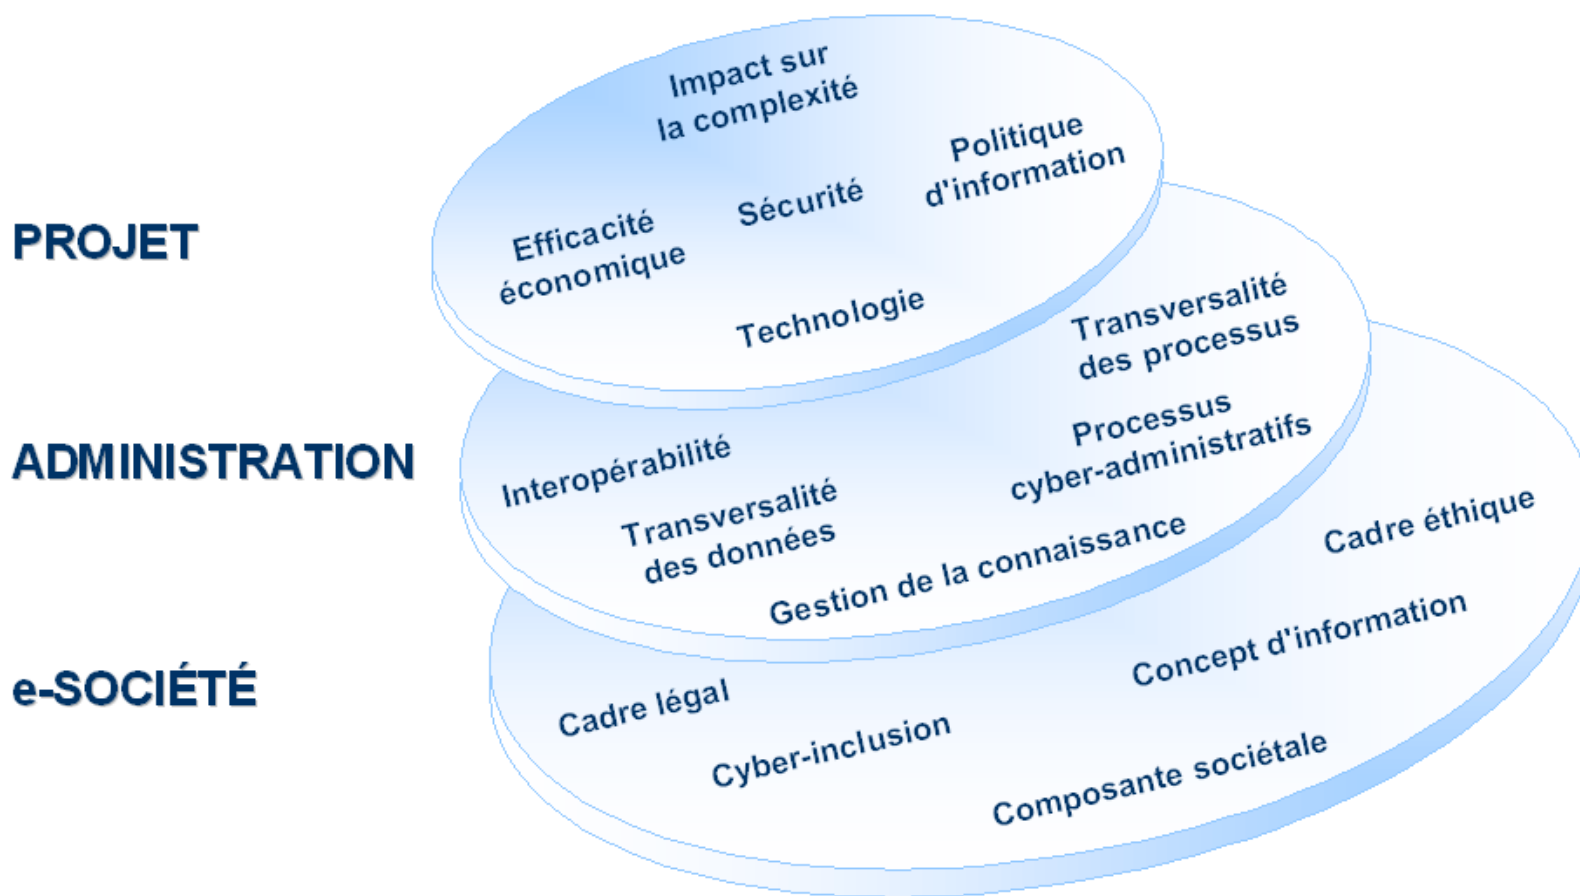 Impact sur
la complexité
Politique
d'information
Sécurité
Efficacité
économique
Technologie
PROJET
Transversalité
des processus
Processus
cyber-administratifs
Interopérabilité
Transversalité
des données
Gestion de la connaissance
ADMINISTRATION
Cadre éthique
Concept d'information
Cadre légal
Cyber-inclusion
Composante sociétale
e-SOCIÉTÉ